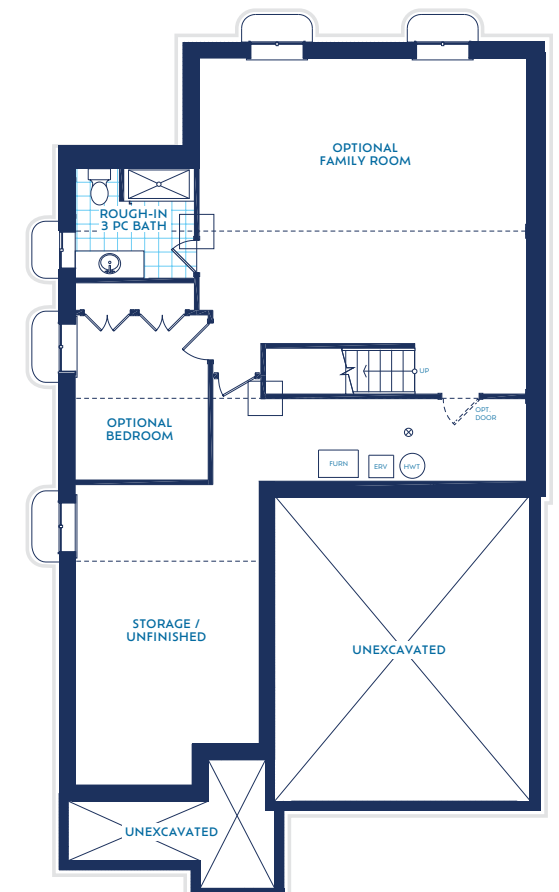 OPTIONAL
FAMILY ROOM
ROUGH-IN
3 PC BATH
UP
OPT.
DOOR
OPTIONAL
BEDROOM
FURN
ERV
HWT
STORAGE /
UNFINISHED
UNEXCAVATED
UNEXCAVATED